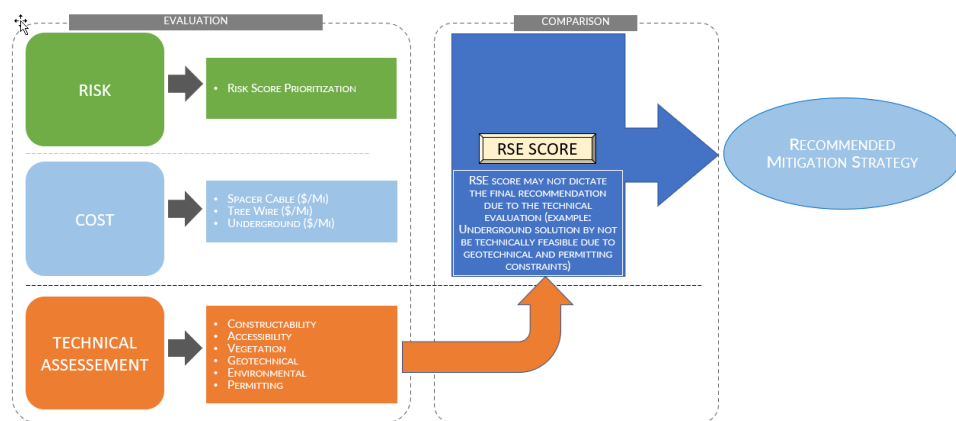 EVALUATION
COMPARISON
RISK
• RISK SCORE PRIORITIZATION
COST
• SPACER CABLE ($/MI)
• TREE WIRE ($/MI)
• UNDERGROUND ($/MI)
TECHNICAL
ASSESSEMENT
• CONSTRUCTABILITY
• ACCESSIBILITY
• VEGETATION
• GEOTECHNICAL
• ENVIRONMENTAL
• PERMITTING
RSE SCORE
RSE SCORE MAY NOT DICTATE
THE FINAL RECOMMENDATION
DUE TO THE TECHNICAL
EVALUATION (EXAMPLE:
UNDERGROUND SOLUTION BY NOT
BE TECHNICALLY FEASIBLE DUE TO
GEOTECHNICAL AND PERMITTING
CONSTRAINTS)
RECOMMENDED
MITIGATION STRATEGY